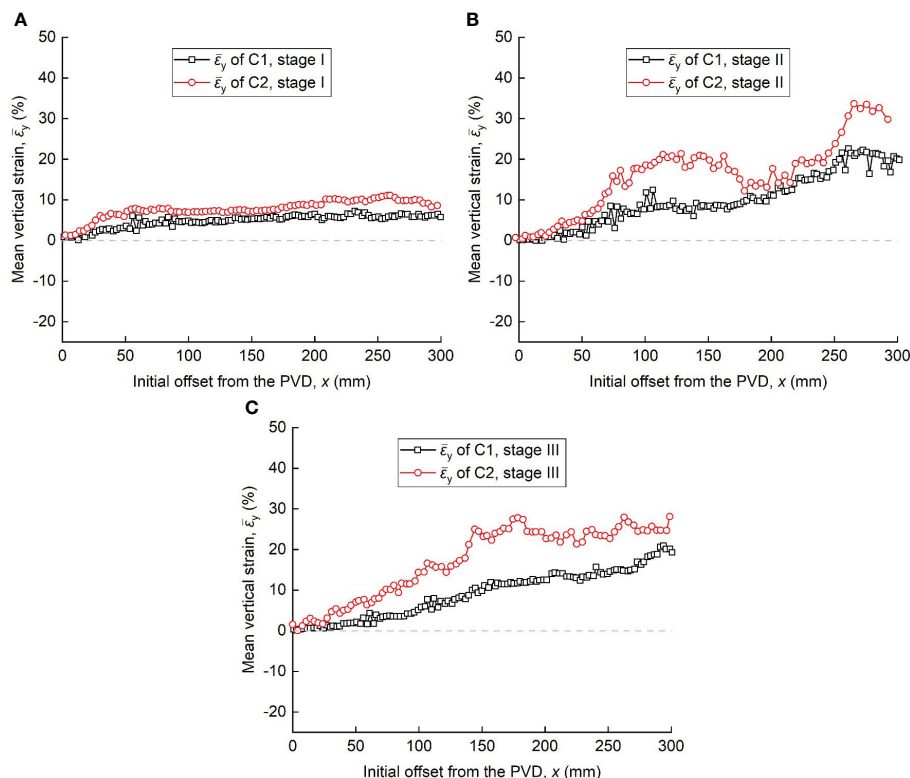 A
50
40
30
20
10
0
-10
-20
Mean vertical strain, ε̄y (%)
ε̄y of C1, stage I
ε̄y of C2, stage I
0 50 100 150 200 250 300
Initial offset from the PVD, x (mm)
B
50
40
30
20
10
0
-10
-20
Mean vertical strain, ε̄y (%)
ε̄y of C1, stage II
ε̄y of C2, stage II
0 50 100 150 200 250 300
Initial offset from the PVD, x (mm)
C
50
40
30
20
10
0
-10
-20
Mean vertical strain, ε̄y (%)
ε̄y of C1, stage III
ε̄y of C2, stage III
0 50 100 150 200 250 300
Initial offset from the PVD, x (mm)